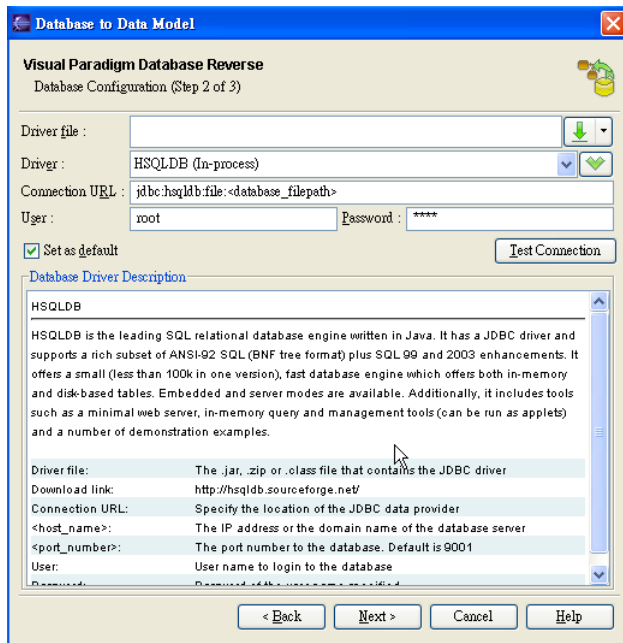 Database to Data Model
Visual Paradigm Database Reverse
Database Configuration (Step 2 of 3)
Driver file :
Driver : HSQLDB (In-process)
Connection URL : jdbc:hsqldb:file:<database_filepath>
User : root Password : ****
Set as default Test Connection
Database Driver Description
HSQLDB
HSQLDB is the leading SQL relational database engine written in Java. It has a JDBC driver and
supports a rich subset of ANSI-92 SQL (BNF tree format) plus SQL 99 and 2003 enhancements. It
offers a small (less than 100k in one version), fast database engine which offers both in-memory
and disk-based tables. Embedded and server modes are available. Additionally, it includes tools
such as a minimal web server, in-memory query and management tools (can be run as applets)
and a number of demonstration examples.
Driver file: The .jar, .zip or .class file that contains the JDBC driver
Download link: http://hsqldb.sourceforge.net/
Connection URL: Specify the location of the JDBC data provider
<host_name>: The IP address or the domain name of the database server
<port_number>: The port number to the database. Default is 9001
User: User name to login to the database
Password: Password of the user name specified
< Back Next > Cancel Help